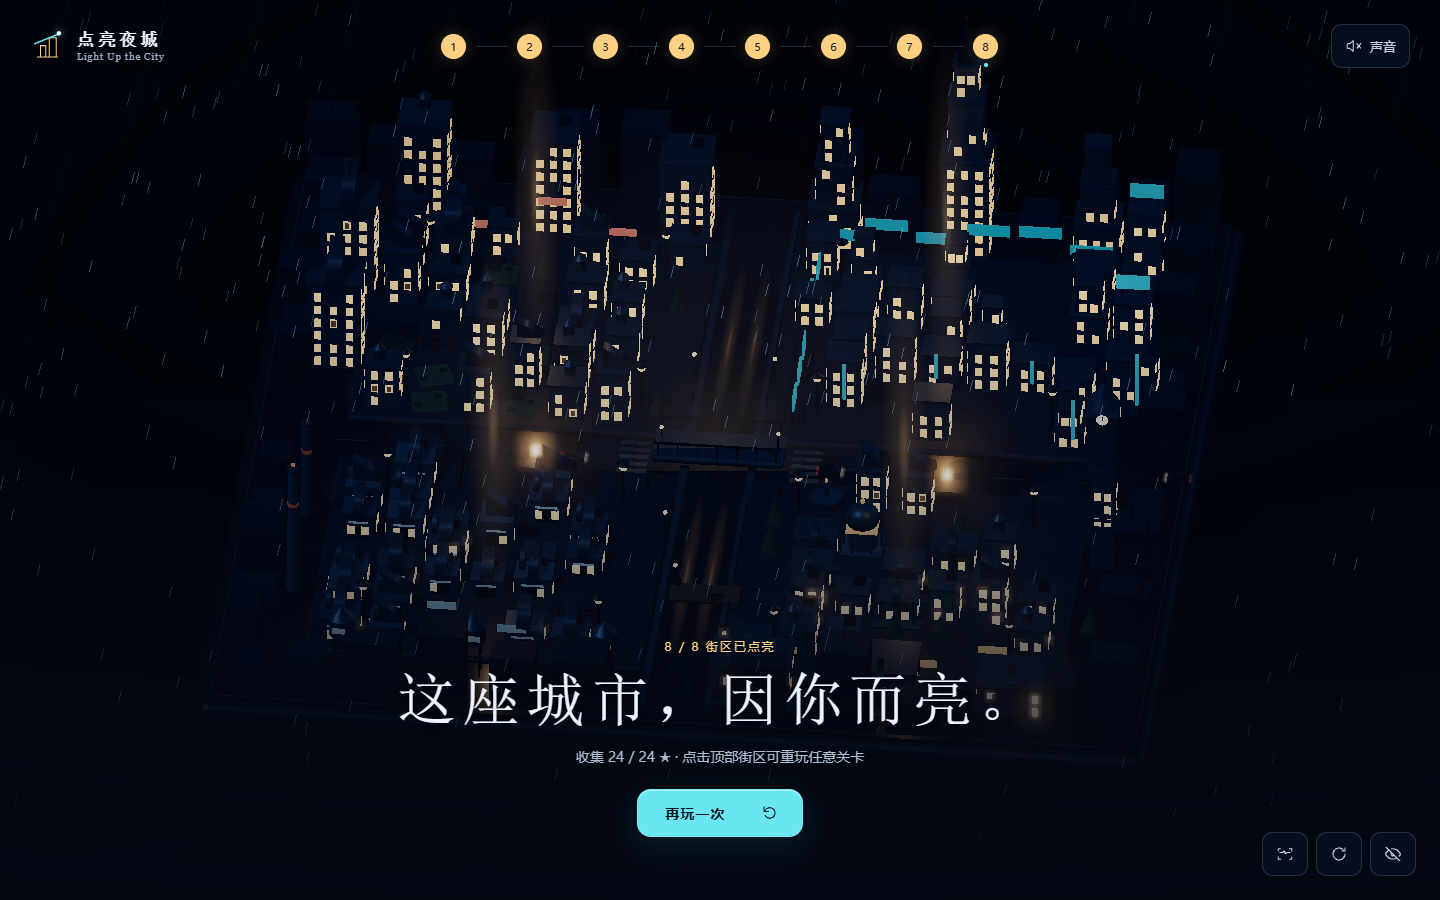 点亮夜城
Light Up the City
1 2 3 4 5 6 7 8
声音
8 / 8 街区已点亮
这座城市，因你而亮。
收集 24 / 24 ★ · 点击顶部街区可重玩任意关卡
再玩一次